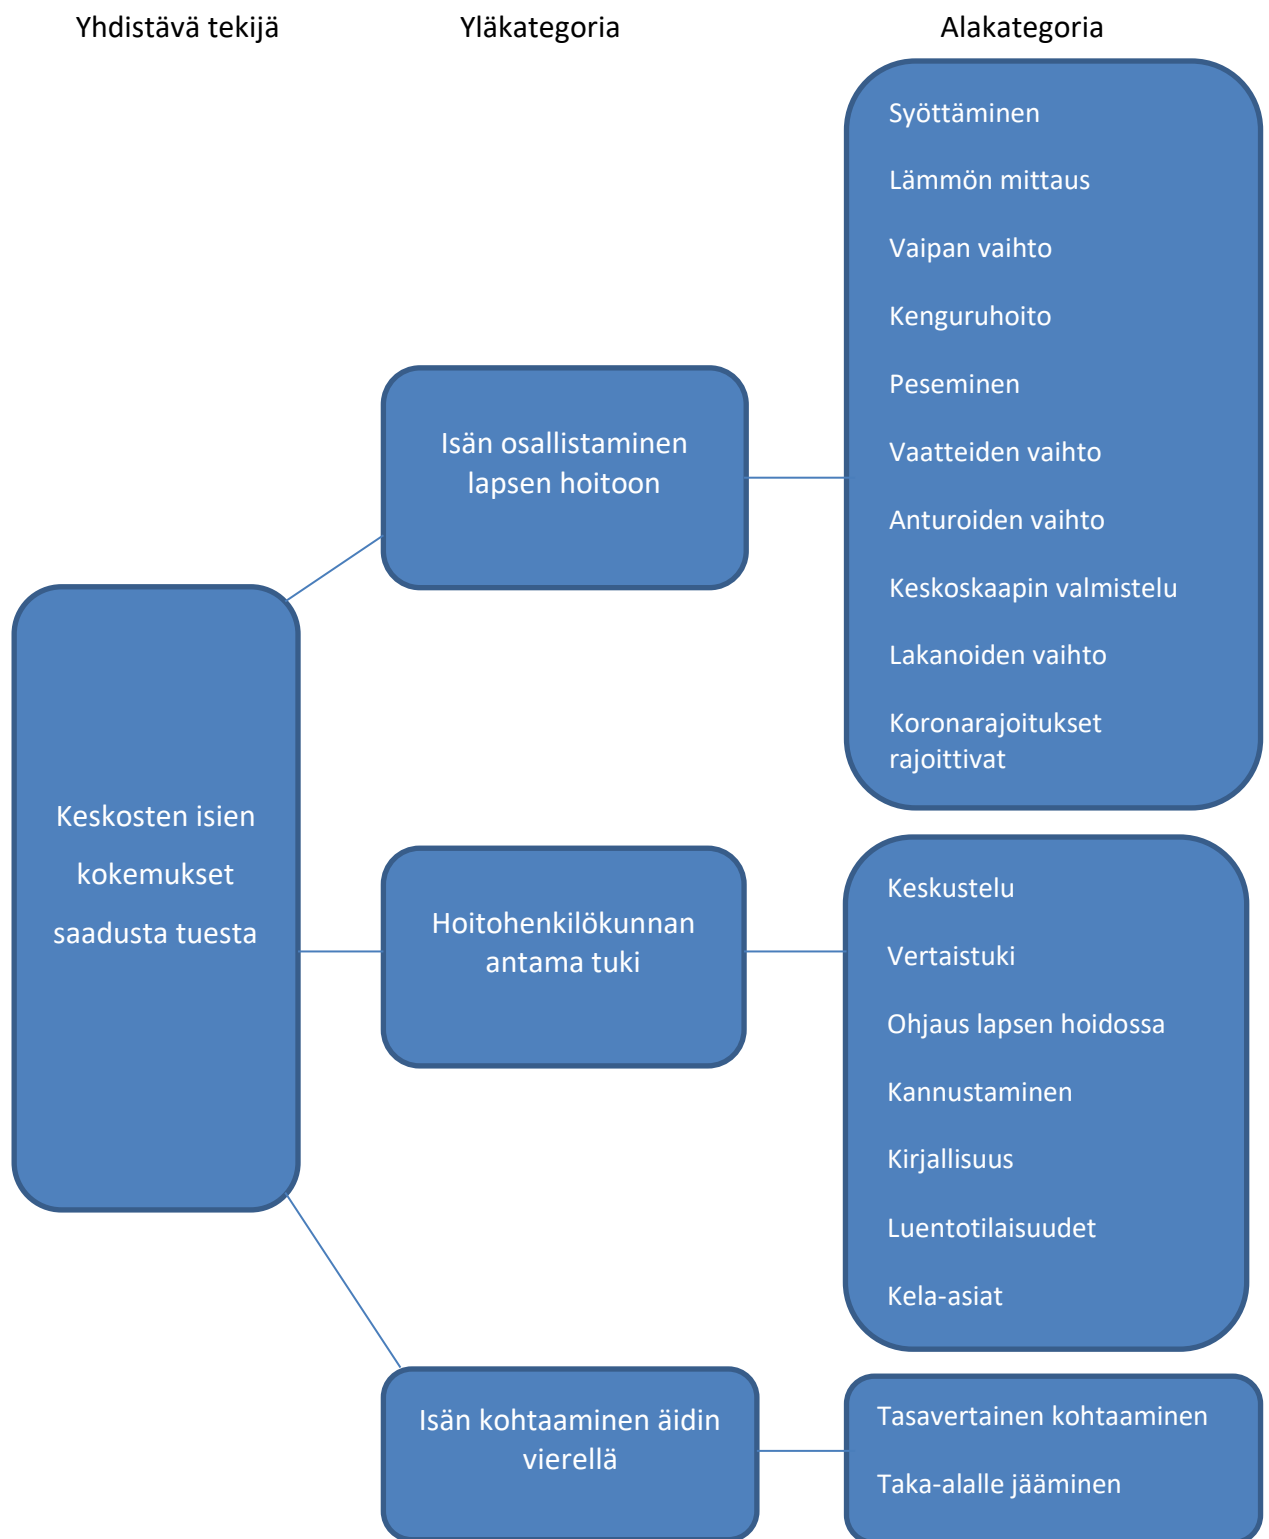 Yhdistävä tekijä
Yläkategoria
Alakategoria
Keskosten isien
kokemukset
saadusta tuesta
Isän osallistaminen
lapsen hoitoon
Syöttäminen
Lämmön mittaus
Vaipan vaihto
Kenguruhoito
Peseminen
Vaatteiden vaihto
Anturoiden vaihto
Keskoskaapin valmistelu
Lakanoiden vaihto
Koronarajoitukset
rajoittivat
Hoitohenkilökunnan
antama tuki
Keskustelu
Vertaistuki
Ohjaus lapsen hoidossa
Kannustaminen
Kirjallisuus
Luentotilaisuudet
Kela-asiat
Isän kohtaaminen äidin
vierellä
Tasavertainen kohtaaminen
Taka-alalle jääminen